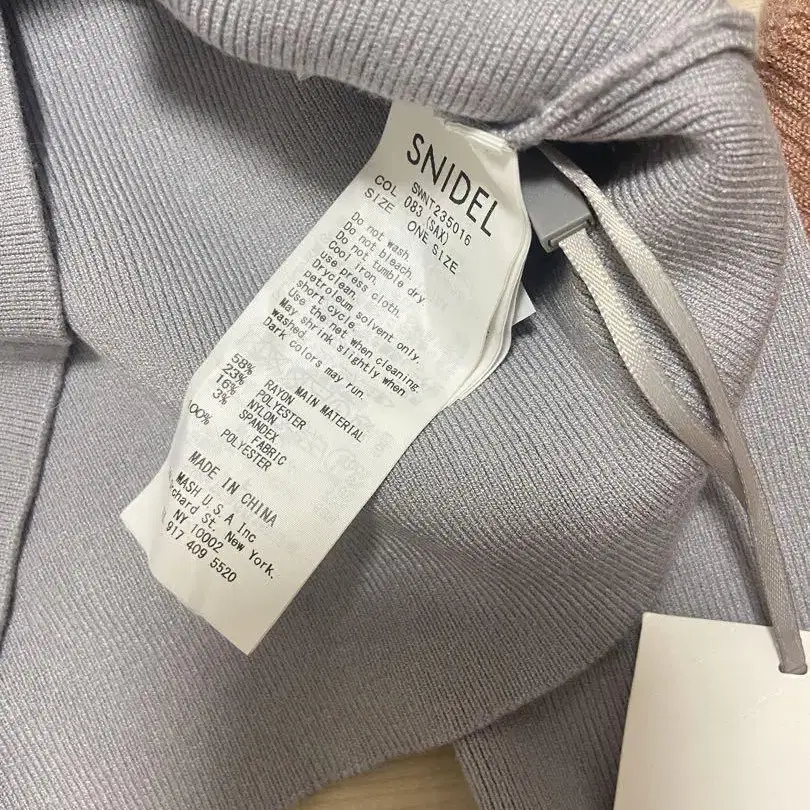 SNIDEL
SWNT235016
COL 083 (SAX)
SIZE ONE SIZE
Do not wash.
Do not bleach.
Do not tumble dry.
Cool iron.
use press cloth.
Dryclean.
petroleum solvent only.
short cycle.
Use the net when cleaning.
May shrink slightly when
washed.
Dark colors may run.
MAIN MATERIAL
58% RAYON
23% POLYESTER
16% NYLON
3% SPANDEX
FABRIC
POLYESTER
MADE IN CHINA
MASH U.S.A Inc
St. New York.
NY 10002
917 409 5520